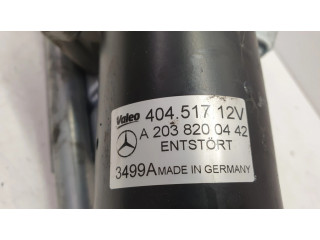 Valeo 404.517 12V
A 203 820 04 42
ENTSTÖRT
3499A MADE IN GERMANY